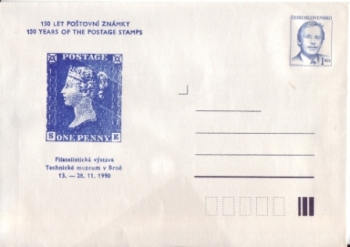 150 LET POŠTOVNÍ ZNÁMKY
150 YEARS OF THE POSTAGE STAMPS
ČESKOSLOVENSKO
POSTAGE
S ONE PENNY K
Filatelistická výstava
Technické muzeum v Brně
13. — 28. 11. 1990